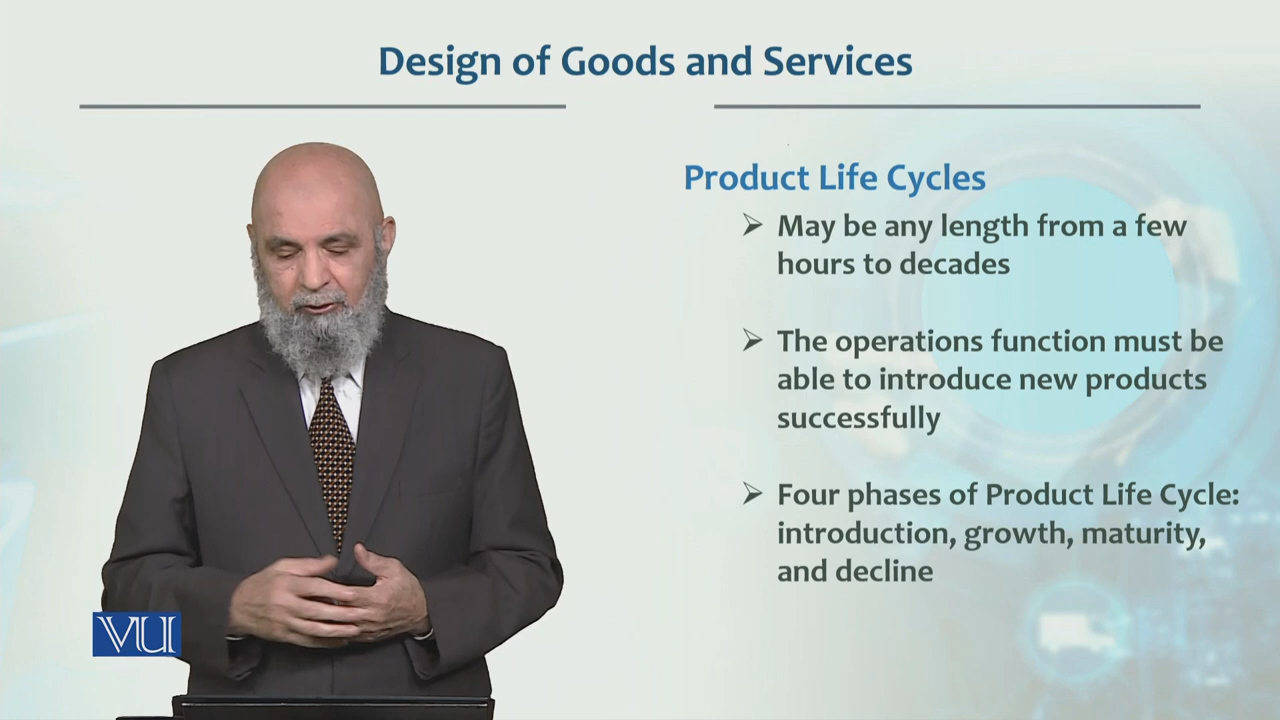 Design of Goods and Services
Product Life Cycles
➢ May be any length from a few
hours to decades
➢ The operations function must be
able to introduce new products
successfully
➢ Four phases of Product Life Cycle:
introduction, growth, maturity,
and decline
VU